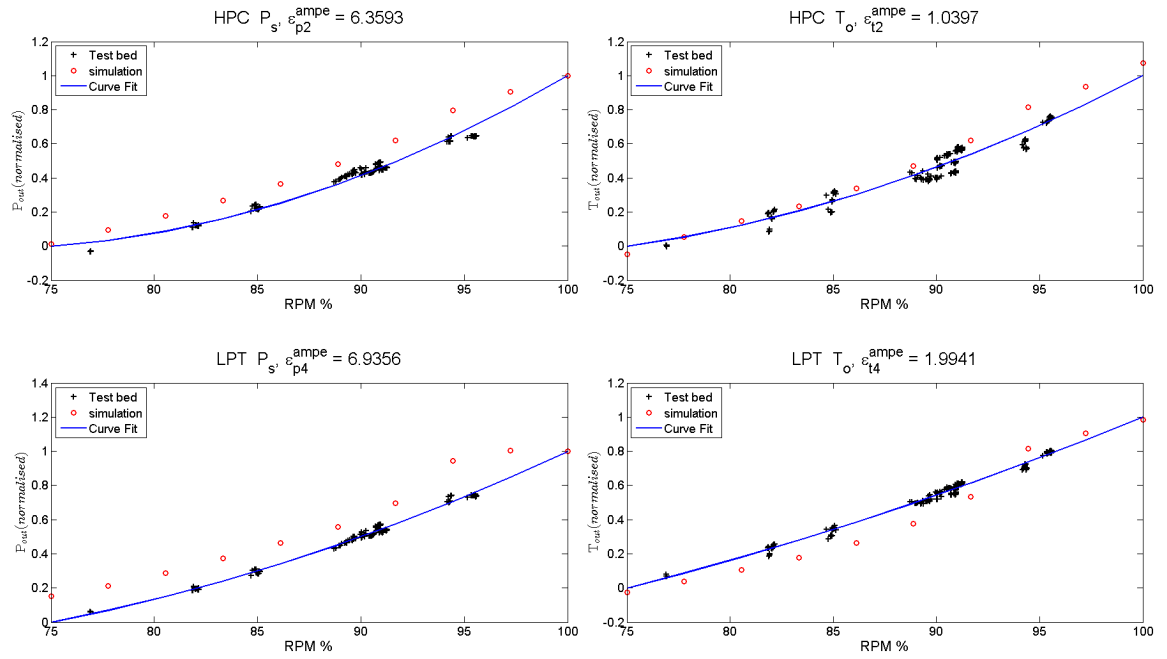 HPC P_s, ε_p2^ampe = 6.3593
1.2
1
0.8
0.6
0.4
0.2
0
-0.2
P_out(normalised)
Test bed
simulation
Curve Fit
75 80 85 90 95 100
RPM %
HPC T_o, ε_t2^ampe = 1.0397
1.2
1
0.8
0.6
0.4
0.2
0
-0.2
T_out(normalised)
Test bed
simulation
Curve Fit
75 80 85 90 95 100
RPM %
LPT P_s, ε_p4^ampe = 6.9356
1.4
1.2
1
0.8
0.6
0.4
0.2
0
P_out(normalised)
Test bed
simulation
Curve Fit
75 80 85 90 95 100
RPM %
LPT T_o, ε_t4^ampe = 1.9941
1.2
1
0.8
0.6
0.4
0.2
0
-0.2
T_out(normalised)
Test bed
simulation
Curve Fit
75 80 85 90 95 100
RPM %